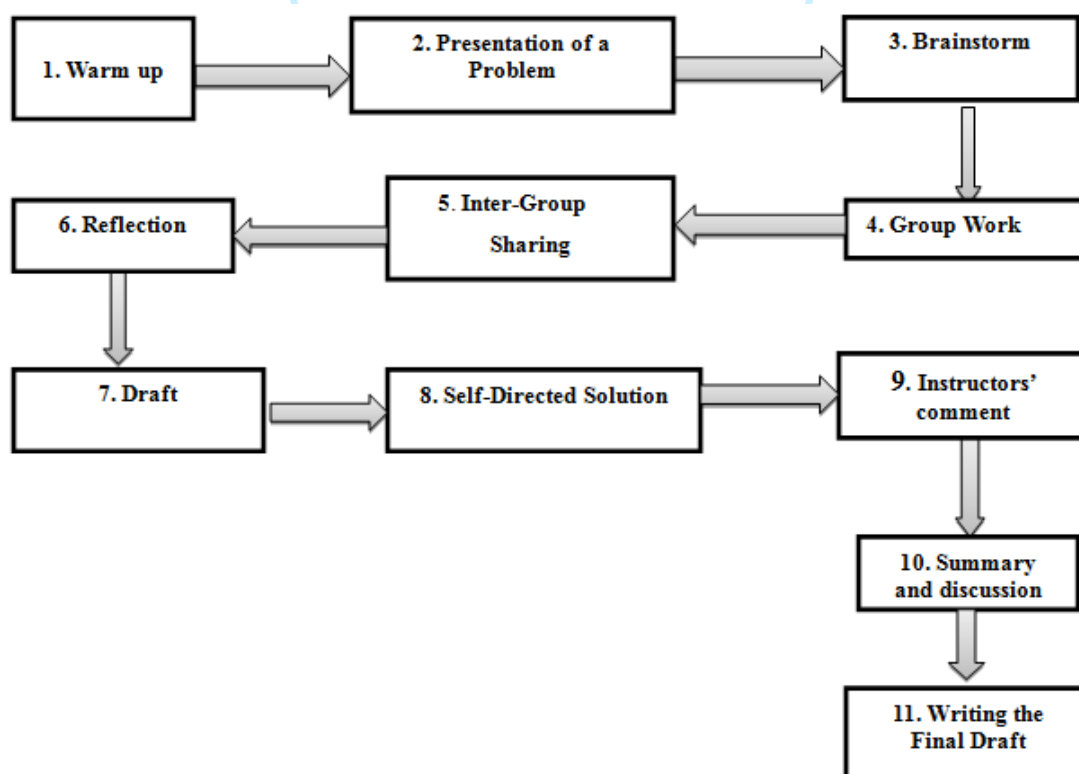 1. Warm up
2. Presentation of a
Problem
3. Brainstorm
4. Group Work
5. Inter-Group
Sharing
6. Reflection
7. Draft
8. Self-Directed Solution
9. Instructors’
comment
10. Summary
and discussion
11. Writing the
Final Draft